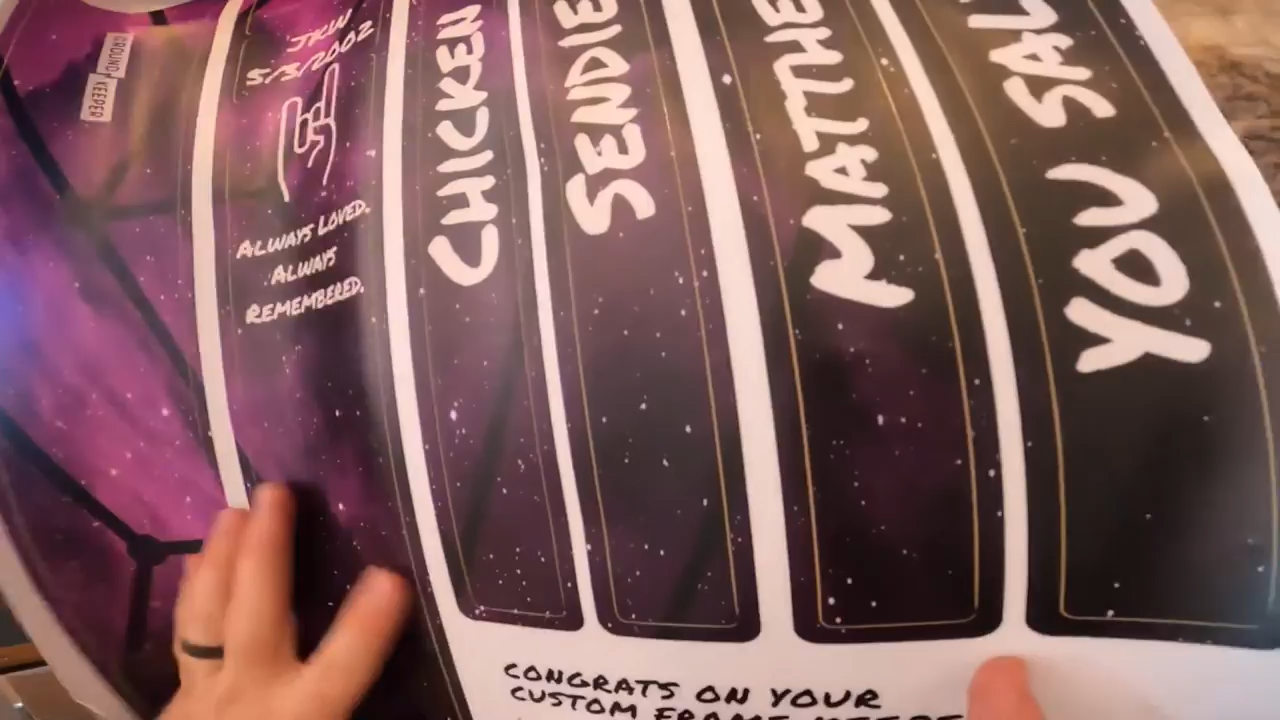 GROUND
KEEPER
JKW
5/3/2002
ALWAYS LOVED.
ALWAYS
REMEMBERED.
CHICKEN
SENDIE
MATTHE
YOU SAL
CONGRATS ON YOUR
CUSTOM FRAME